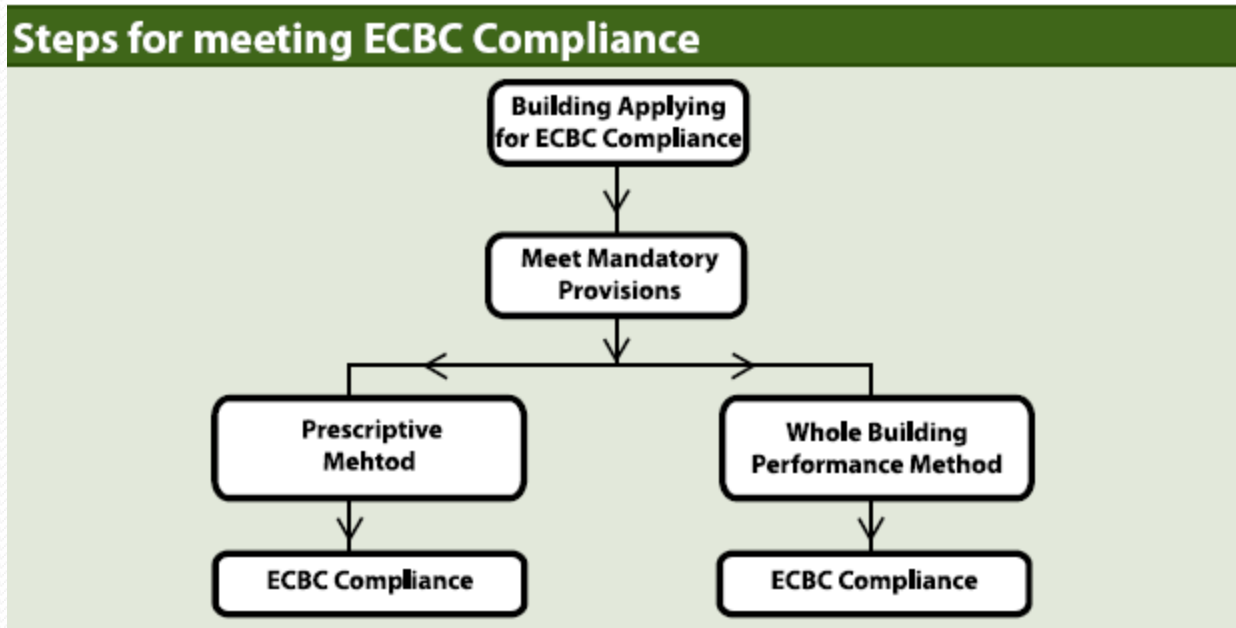 Steps for meeting ECBC Compliance
Building Applying
for ECBC Compliance
Meet Mandatory
Provisions
Prescriptive
Mehtod
Whole Building
Performance Method
ECBC Compliance
ECBC Compliance